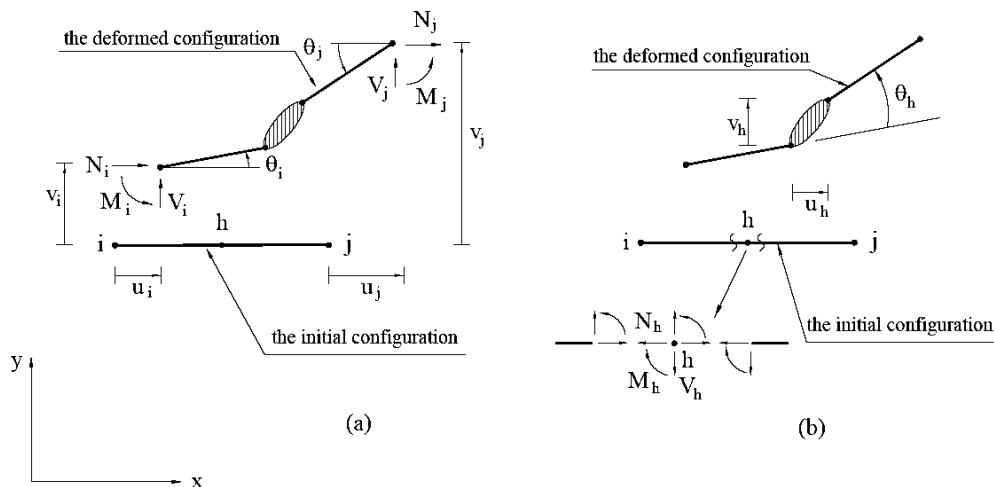 the deformed configuration
θj
Nj
Vj
Mj
vj
Ni
Mi
Vi
θi
vi
i
h
j
ui
uj
the initial configuration
y
x
(a)
the deformed configuration
vh
θh
uh
i
h
j
the initial configuration
Nh
h
Mh
Vh
(b)